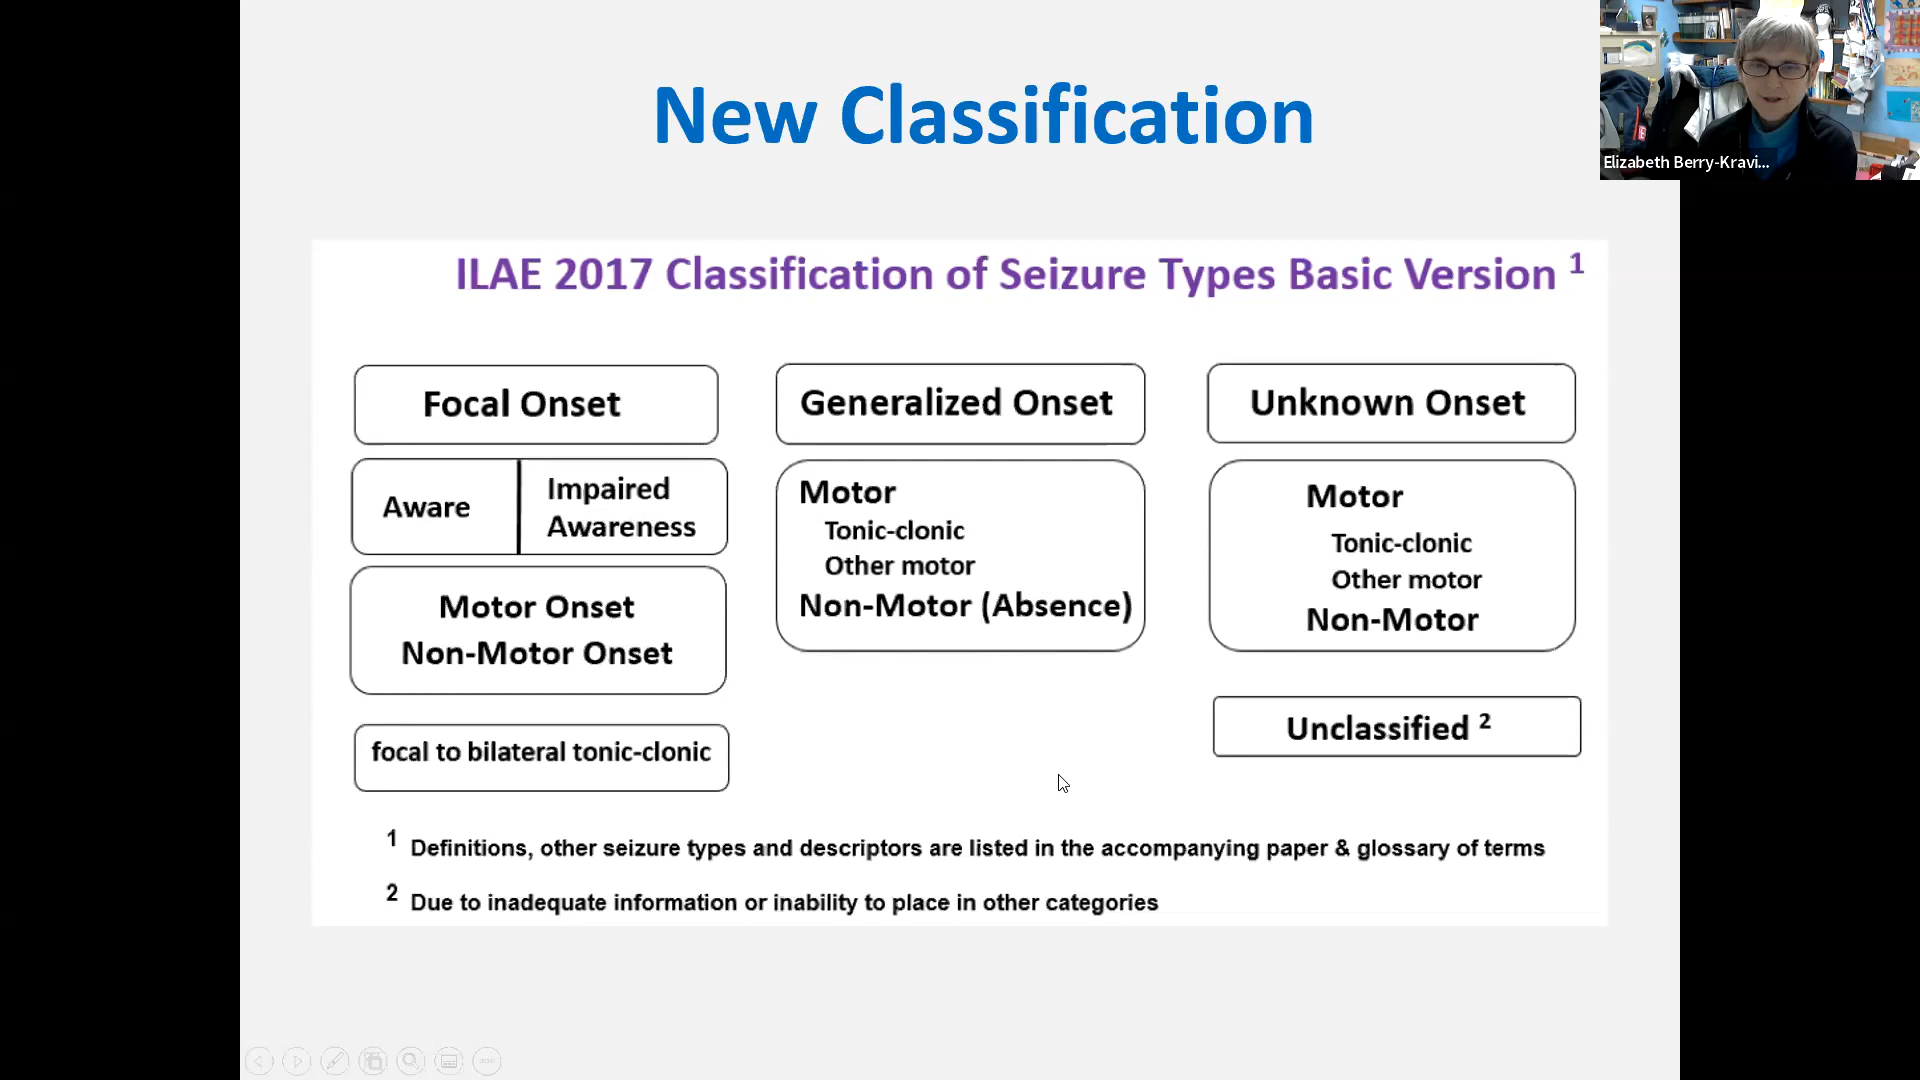 New Classification
Elizabeth Berry-Kravi...
ILAE 2017 Classification of Seizure Types Basic Version ¹
Focal Onset
Aware
Impaired
Awareness
Motor Onset
Non-Motor Onset
focal to bilateral tonic-clonic
Generalized Onset
Motor
Tonic-clonic
Other motor
Non-Motor (Absence)
Unknown Onset
Motor
Tonic-clonic
Other motor
Non-Motor
Unclassified ²
¹ Definitions, other seizure types and descriptors are listed in the accompanying paper & glossary of terms
² Due to inadequate information or inability to place in other categories